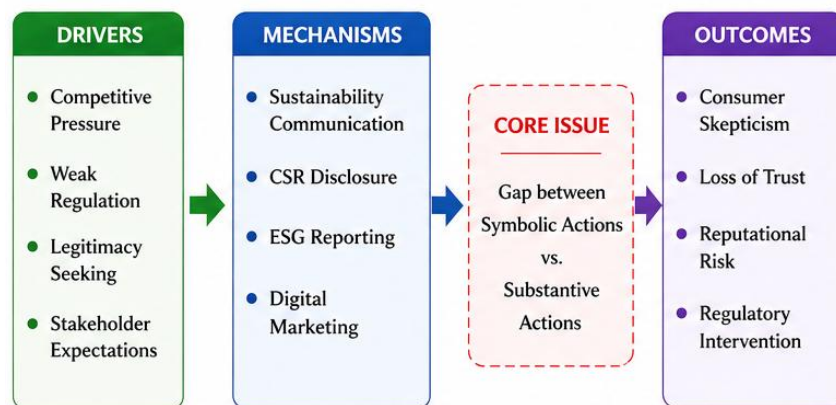 DRIVERS
Competitive
Pressure
Weak
Regulation
Legitimacy
Seeking
Stakeholder
Expectations
MECHANISMS
Sustainability
Communication
CSR Disclosure
ESG Reporting
Digital
Marketing
CORE ISSUE
Gap between
Symbolic Actions
vs.
Substantive
Actions
OUTCOMES
Consumer
Skepticism
Loss of Trust
Reputational
Risk
Regulatory
Intervention